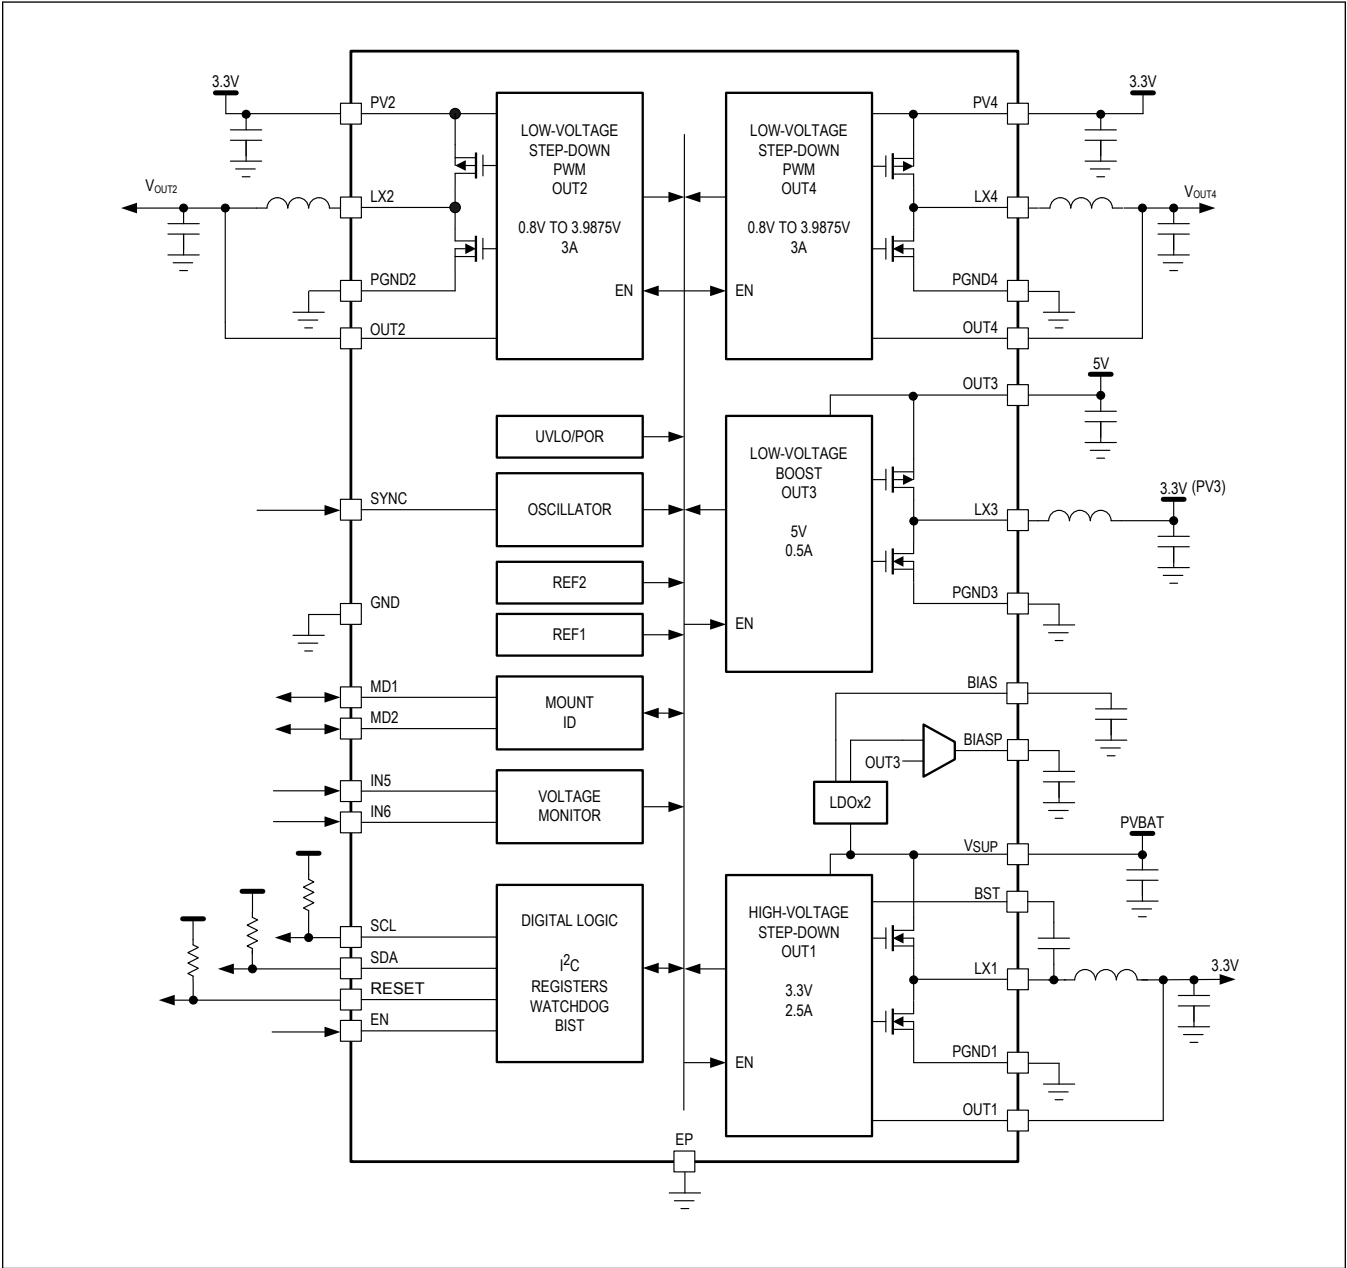 3.3V
PV2
LX2
V_OUT2
PGND2
OUT2
LOW-VOLTAGE
STEP-DOWN
PWM
OUT2
0.8V TO 3.9875V
3A
EN
LOW-VOLTAGE
STEP-DOWN
PWM
OUT4
0.8V TO 3.9875V
3A
EN
PV4
3.3V
LX4
V_OUT4
PGND4
OUT4
UVLO/POR
SYNC
OSCILLATOR
REF2
REF1
GND
LOW-VOLTAGE
BOOST
OUT3
5V
0.5A
EN
OUT3
5V
LX3
3.3V (PV3)
PGND3
MD1
MD2
MOUNT
ID
IN5
IN6
VOLTAGE
MONITOR
BIAS
BIASP
OUT3
LDOx2
PVBAT
VSUP
BST
SCL
SDA
RESET
EN
DIGITAL LOGIC
I²C
REGISTERS
WATCHDOG
BIST
HIGH-VOLTAGE
STEP-DOWN
OUT1
3.3V
2.5A
EN
LX1
3.3V
PGND1
OUT1
EP